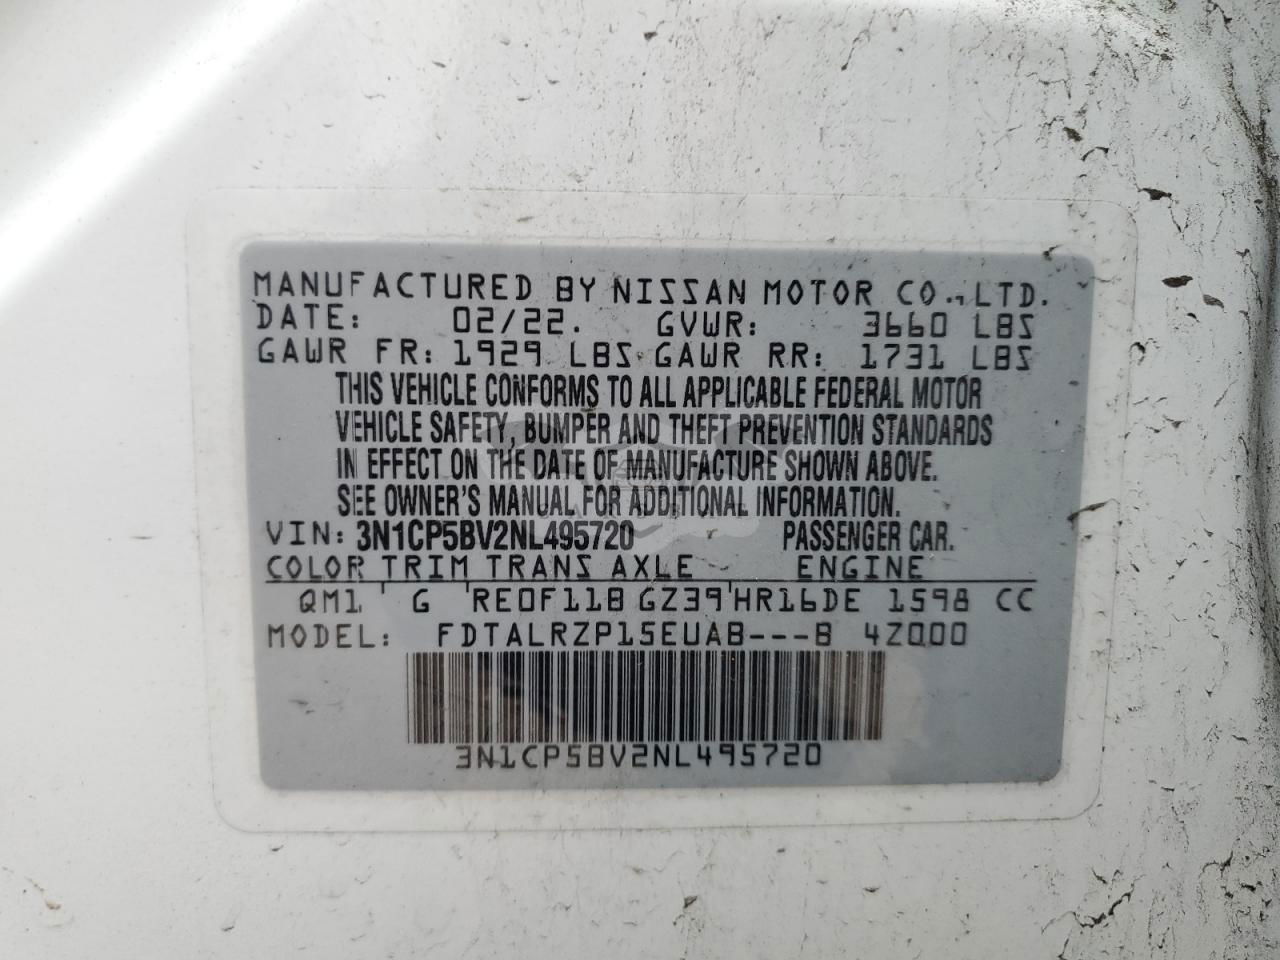 MANUFACTURED BY NISSAN MOTOR CO., LTD.
DATE: 02/22. GVWR: 3660 LBS
GAWR FR: 1929 LBS GAWR RR: 1731 LBS
THIS VEHICLE CONFORMS TO ALL APPLICABLE FEDERAL MOTOR
VEHICLE SAFETY, BUMPER AND THEFT PREVENTION STANDARDS
IN EFFECT ON THE DATE OF MANUFACTURE SHOWN ABOVE.
SEE OWNER'S MANUAL FOR ADDITIONAL INFORMATION.
VIN: 3N1CP5BV2NL495720 PASSENGER CAR.
COLOR TRIM TRANS AXLE ENGINE
QM1 G RE0F11B GZ39 HR16DE 1598 CC
MODEL: FDTALRZP15EUAB---B 4ZQ00
3N1CP5BV2NL495720